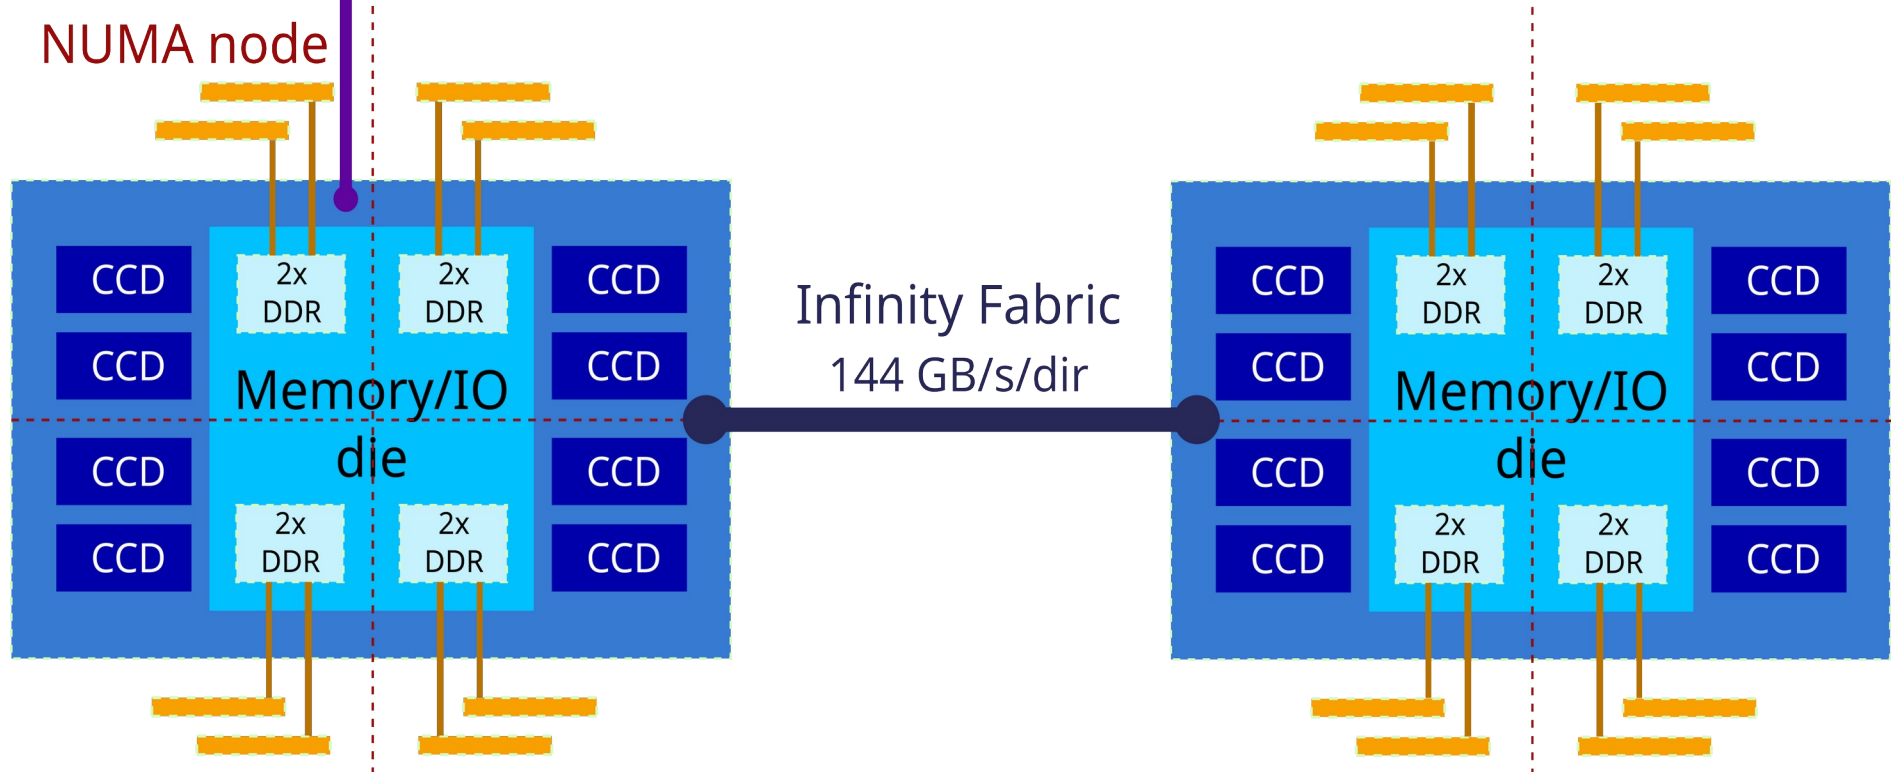 NUMA node
CCD
2x
DDR
2x
DDR
CCD
CCD
CCD
Memory/IO
die
CCD
CCD
CCD
2x
DDR
2x
DDR
CCD
Infinity Fabric
144 GB/s/dir
CCD
2x
DDR
2x
DDR
CCD
CCD
CCD
Memory/IO
die
CCD
CCD
CCD
2x
DDR
2x
DDR
CCD